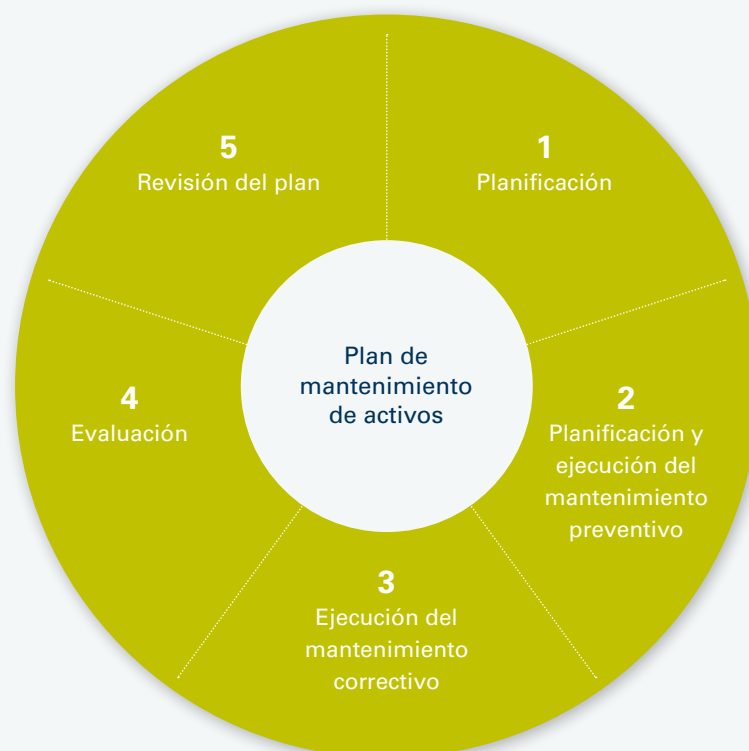 5
Revisión del plan
1
Planificación
Plan de
mantenimiento
de activos
4
Evaluación
2
Planificación y
ejecución del
mantenimiento
preventivo
3
Ejecución del
mantenimiento
correctivo